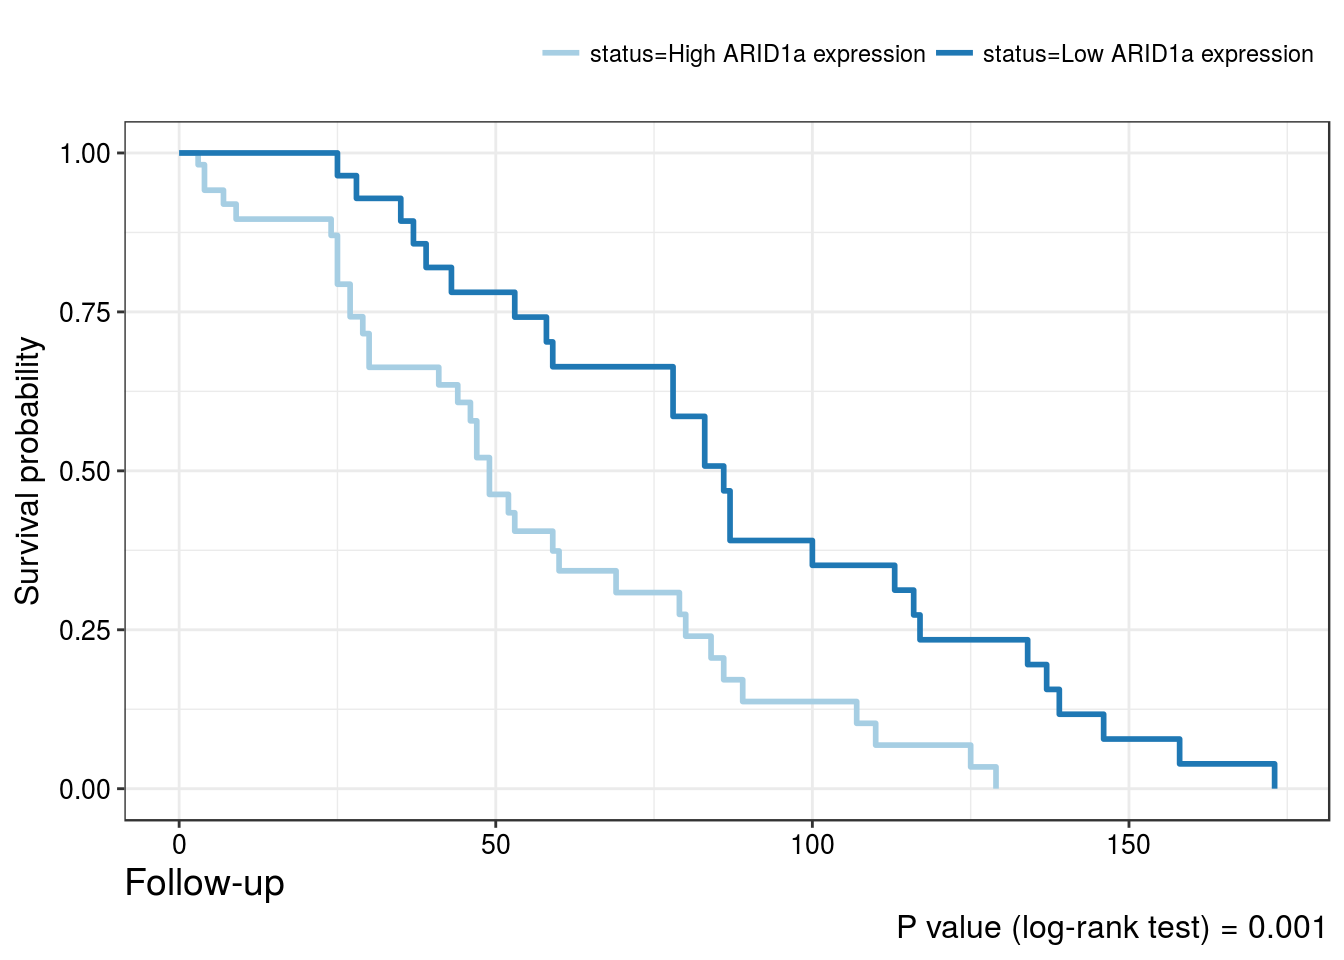 status=High ARID1a expression status=Low ARID1a expression
Survival probability
1.00
0.75
0.50
0.25
0.00
0 50 100 150
Follow-up
P value (log-rank test) = 0.001